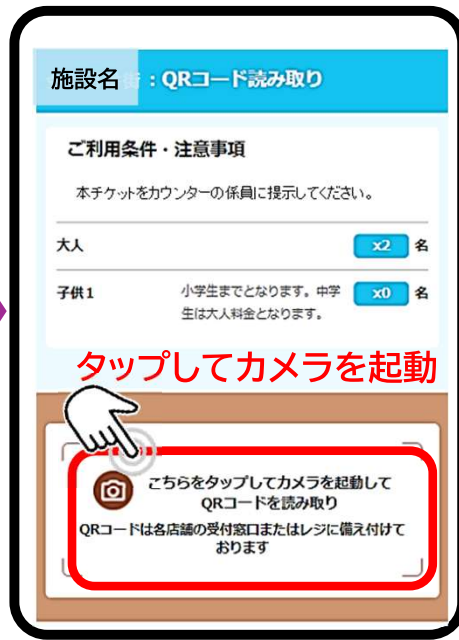 施設名 : QRコード読み取り
ご利用条件・注意事項
本チケットをカウンターの係員に提示してください。
大人 x2 名
子供1 小学生までとなります。中学 x0 名
生は大人料金となります。
タップしてカメラを起動
こちらをタップしてカメラを起動して
QRコードを読み取り
QRコードは各店舗の受付窓口またはレジに備え付けて
おります